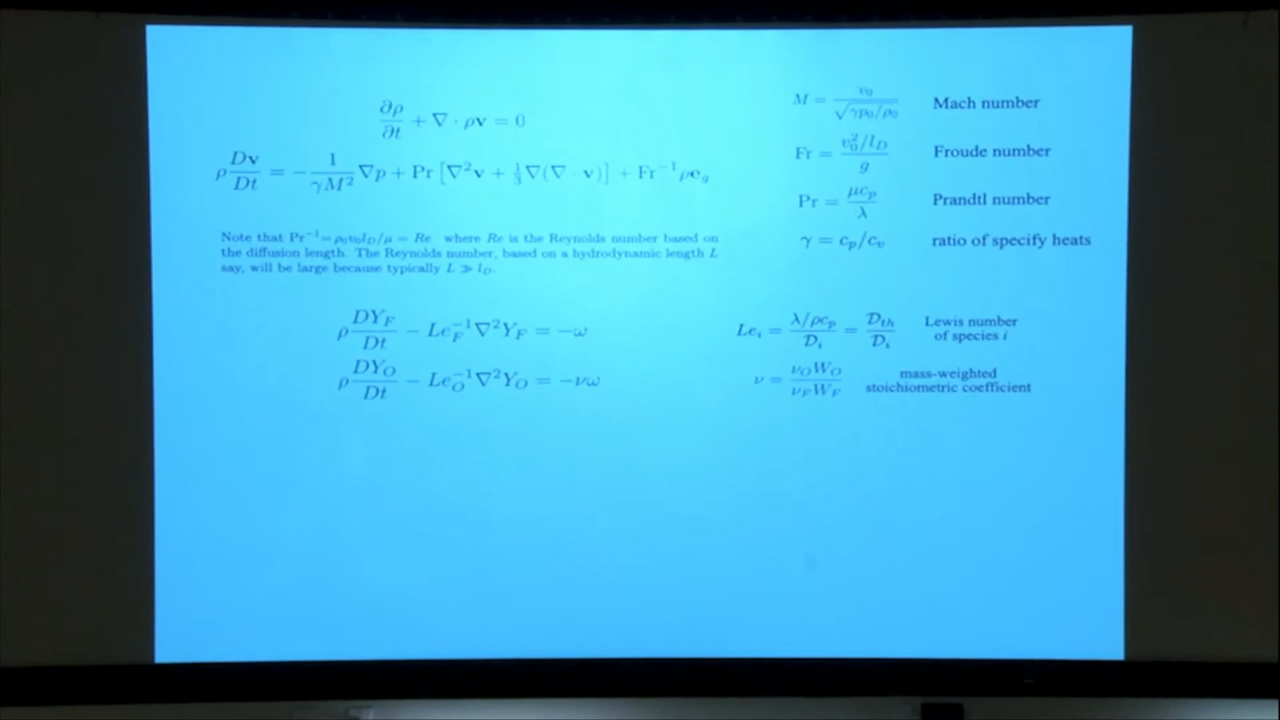 ∂ρ/∂t + ∇ · ρv = 0
ρ Dv/Dt = − 1/(γM²) ∇p + Pr [∇²v + ⅓∇(∇ · v)] + Fr⁻¹ρe_g
Note that Pr⁻¹ = ρ₀v₀l_D/μ = Re where Re is the Reynolds number based on
the diffusion length. The Reynolds number, based on a hydrodynamic length L
say, will be large because typically L ≫ l_D.
ρ DY_F/Dt − Le_F⁻¹∇²Y_F = −ω
ρ DY_O/Dt − Le_O⁻¹∇²Y_O = −νω
M = v₀/√(γp₀/ρ₀) Mach number
Fr = (v₀²/l_D)/g Froude number
Pr = μc_p/λ Prandtl number
γ = c_p/c_v ratio of specify heats
Le_i = (λ/ρc_p)/𝒟_i = 𝒟_th/𝒟_i Lewis number
of species i
ν = ν_O W_O/ν_F W_F mass-weighted
stoichiometric coefficient